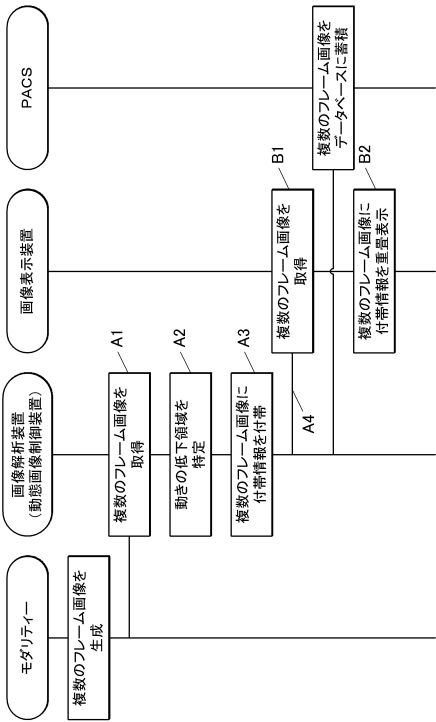 モダリティー
画像解析装置
(動態画像制御装置)
画像表示装置
PACS
複数のフレーム画像を
生成
A1
複数のフレーム画像を
取得
A2
動きの低下領域を
特定
A3
複数のフレーム画像に
付帯情報を付帯
A4
B1
複数のフレーム画像を
取得
複数のフレーム画像を
データベースに蓄積
B2
複数のフレーム画像に
付帯情報を重畳表示